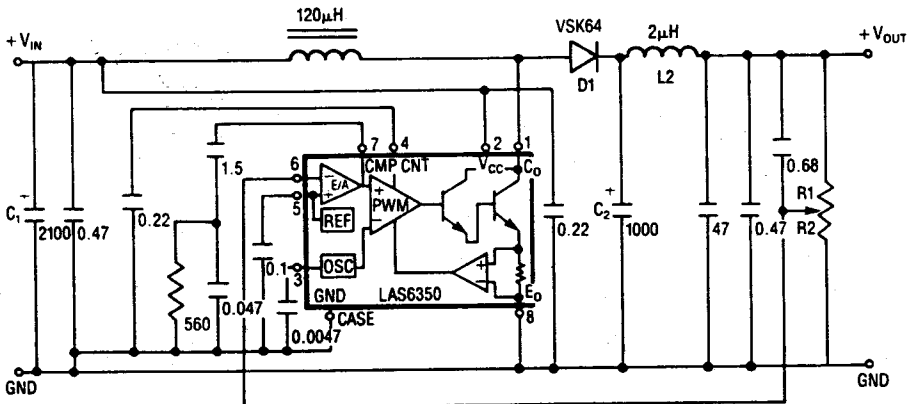 120µH
VSK64
2µH
+ VIN
+ VOUT
D1
L2
7
4
2
1
6
CMP
CNT
VCC
CO
1.5
E/A
0.68
+
-
5
PWM
R1
C1
0.22
REF
C2
0.22
R2
2100
0.47
0.1
3
OSC
1000
47
0.47
GND
LAS6350
EO
0.047
CASE
8
560
0.0047
GND
GND